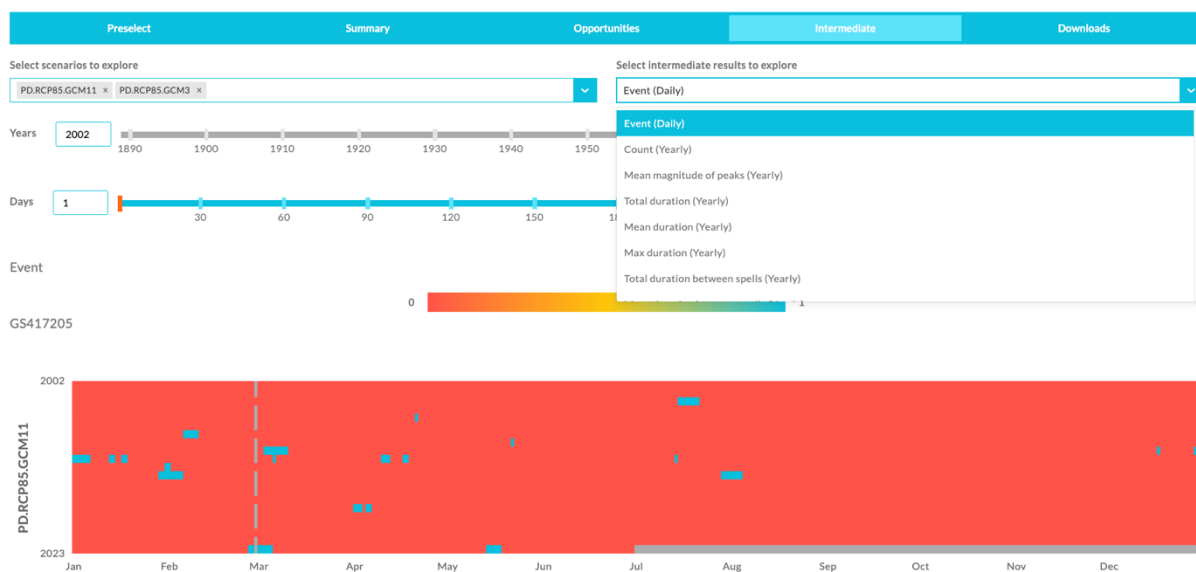 Preselect Summary Opportunities Intermediate Downloads
Select scenarios to explore
PD.RCP85.GCM11 × PD.RCP85.GCM3 ×
Select intermediate results to explore
Event (Daily)
Event (Daily)
Count (Yearly)
Mean magnitude of peaks (Yearly)
Total duration (Yearly)
Mean duration (Yearly)
Max duration (Yearly)
Total duration between spells (Yearly)
Years 2002
1890 1900 1910 1920 1930 1940 1950
Days 1
30 60 90 120 150
Event
0 1
GS417205
PD.RCP85.GCM11
2002
2023
Jan Feb Mar Apr May Jun Jul Aug Sep Oct Nov Dec